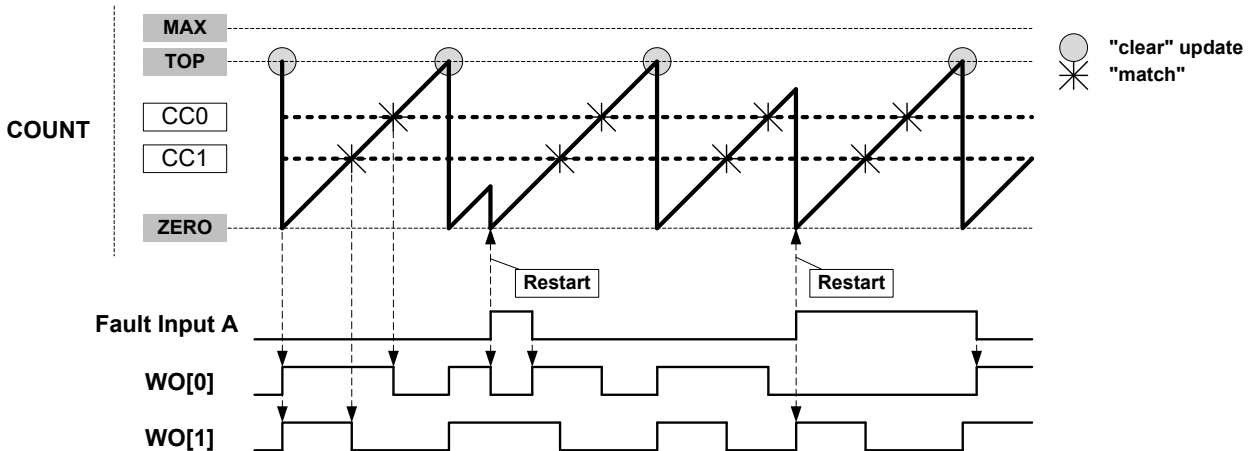 MAX
TOP
CC0
COUNT
CC1
ZERO
"clear" update
"match"
Restart
Restart
Fault Input A
WO[0]
WO[1]